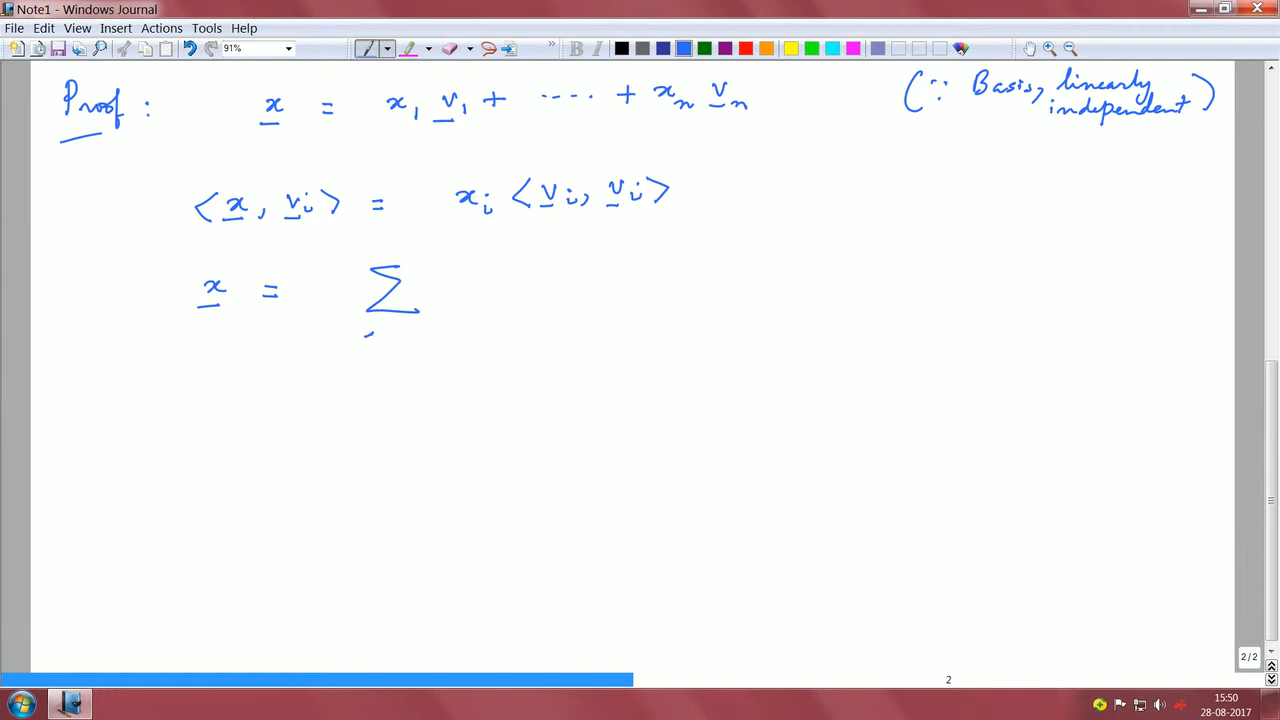 Note1 - Windows Journal
File Edit View Insert Actions Tools Help
91%
Proof : x = x₁ v₁ + ..... + xₙ vₙ (∵ Basis, linearly independent)
⟨x, vᵢ⟩ = xᵢ ⟨vᵢ, vᵢ⟩
x = Σ
2/2
2
15:50
28-08-2017